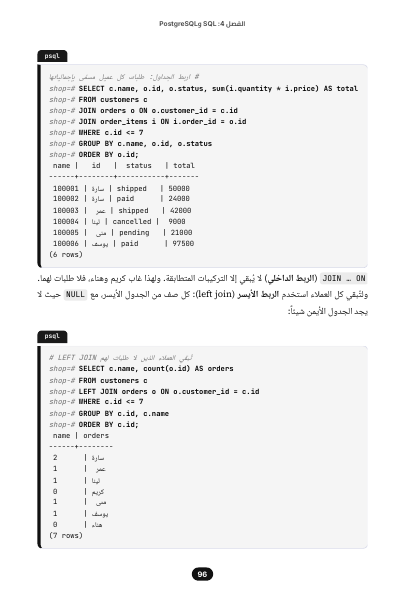 الفصل 4: SQL وPostgreSQL
psql
# اربط الجداول: طلبات كل عميل مسمّى بإجمالياتها
shop=# SELECT c.name, o.id, o.status, sum(i.quantity * i.price) AS total
shop-# FROM customers c
shop-# JOIN orders o ON o.customer_id = c.id
shop-# JOIN order_items i ON i.order_id = o.id
shop-# WHERE c.id <= 7
shop-# GROUP BY c.name, o.id, o.status
shop-# ORDER BY o.id;
name | id | status | total
------+--------+-----------+-------
100001 | سارة | shipped | 50000
100002 | سارة | paid | 24000
100003 | عمر | shipped | 42000
100004 | لينا | cancelled | 9000
100005 | منى | pending | 21000
100006 | يوسف | paid | 97500
(6 rows)
JOIN … ON (الربط الداخلي) لا يُبقي إلا التركيبات المتطابقة. ولهذا غاب كريم وهناء، فلا طلبات لهما.
ولتُبقي كل العملاء استخدم الربط الأيسر (left join): كل صف من الجدول الأيسر، مع NULL حيث لا
يجد الجدول الأيمن شيئًا:
psql
# LEFT JOIN تُبقي العملاء الذين لا طلبات لهم
shop=# SELECT c.name, count(o.id) AS orders
shop-# FROM customers c
shop-# LEFT JOIN orders o ON o.customer_id = c.id
shop-# WHERE c.id <= 7
shop-# GROUP BY c.id, c.name
shop-# ORDER BY c.id;
name | orders
------+--------
2 | سارة
1 | عمر
1 | لينا
0 | كريم
1 | منى
1 | يوسف
0 | هناء
(7 rows)
96